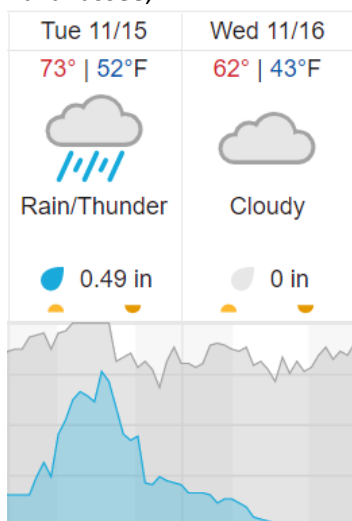 Tue 11/15
Wed 11/16
73° | 52°F
62° | 43°F
Rain/Thunder
Cloudy
0.49 in
0 in